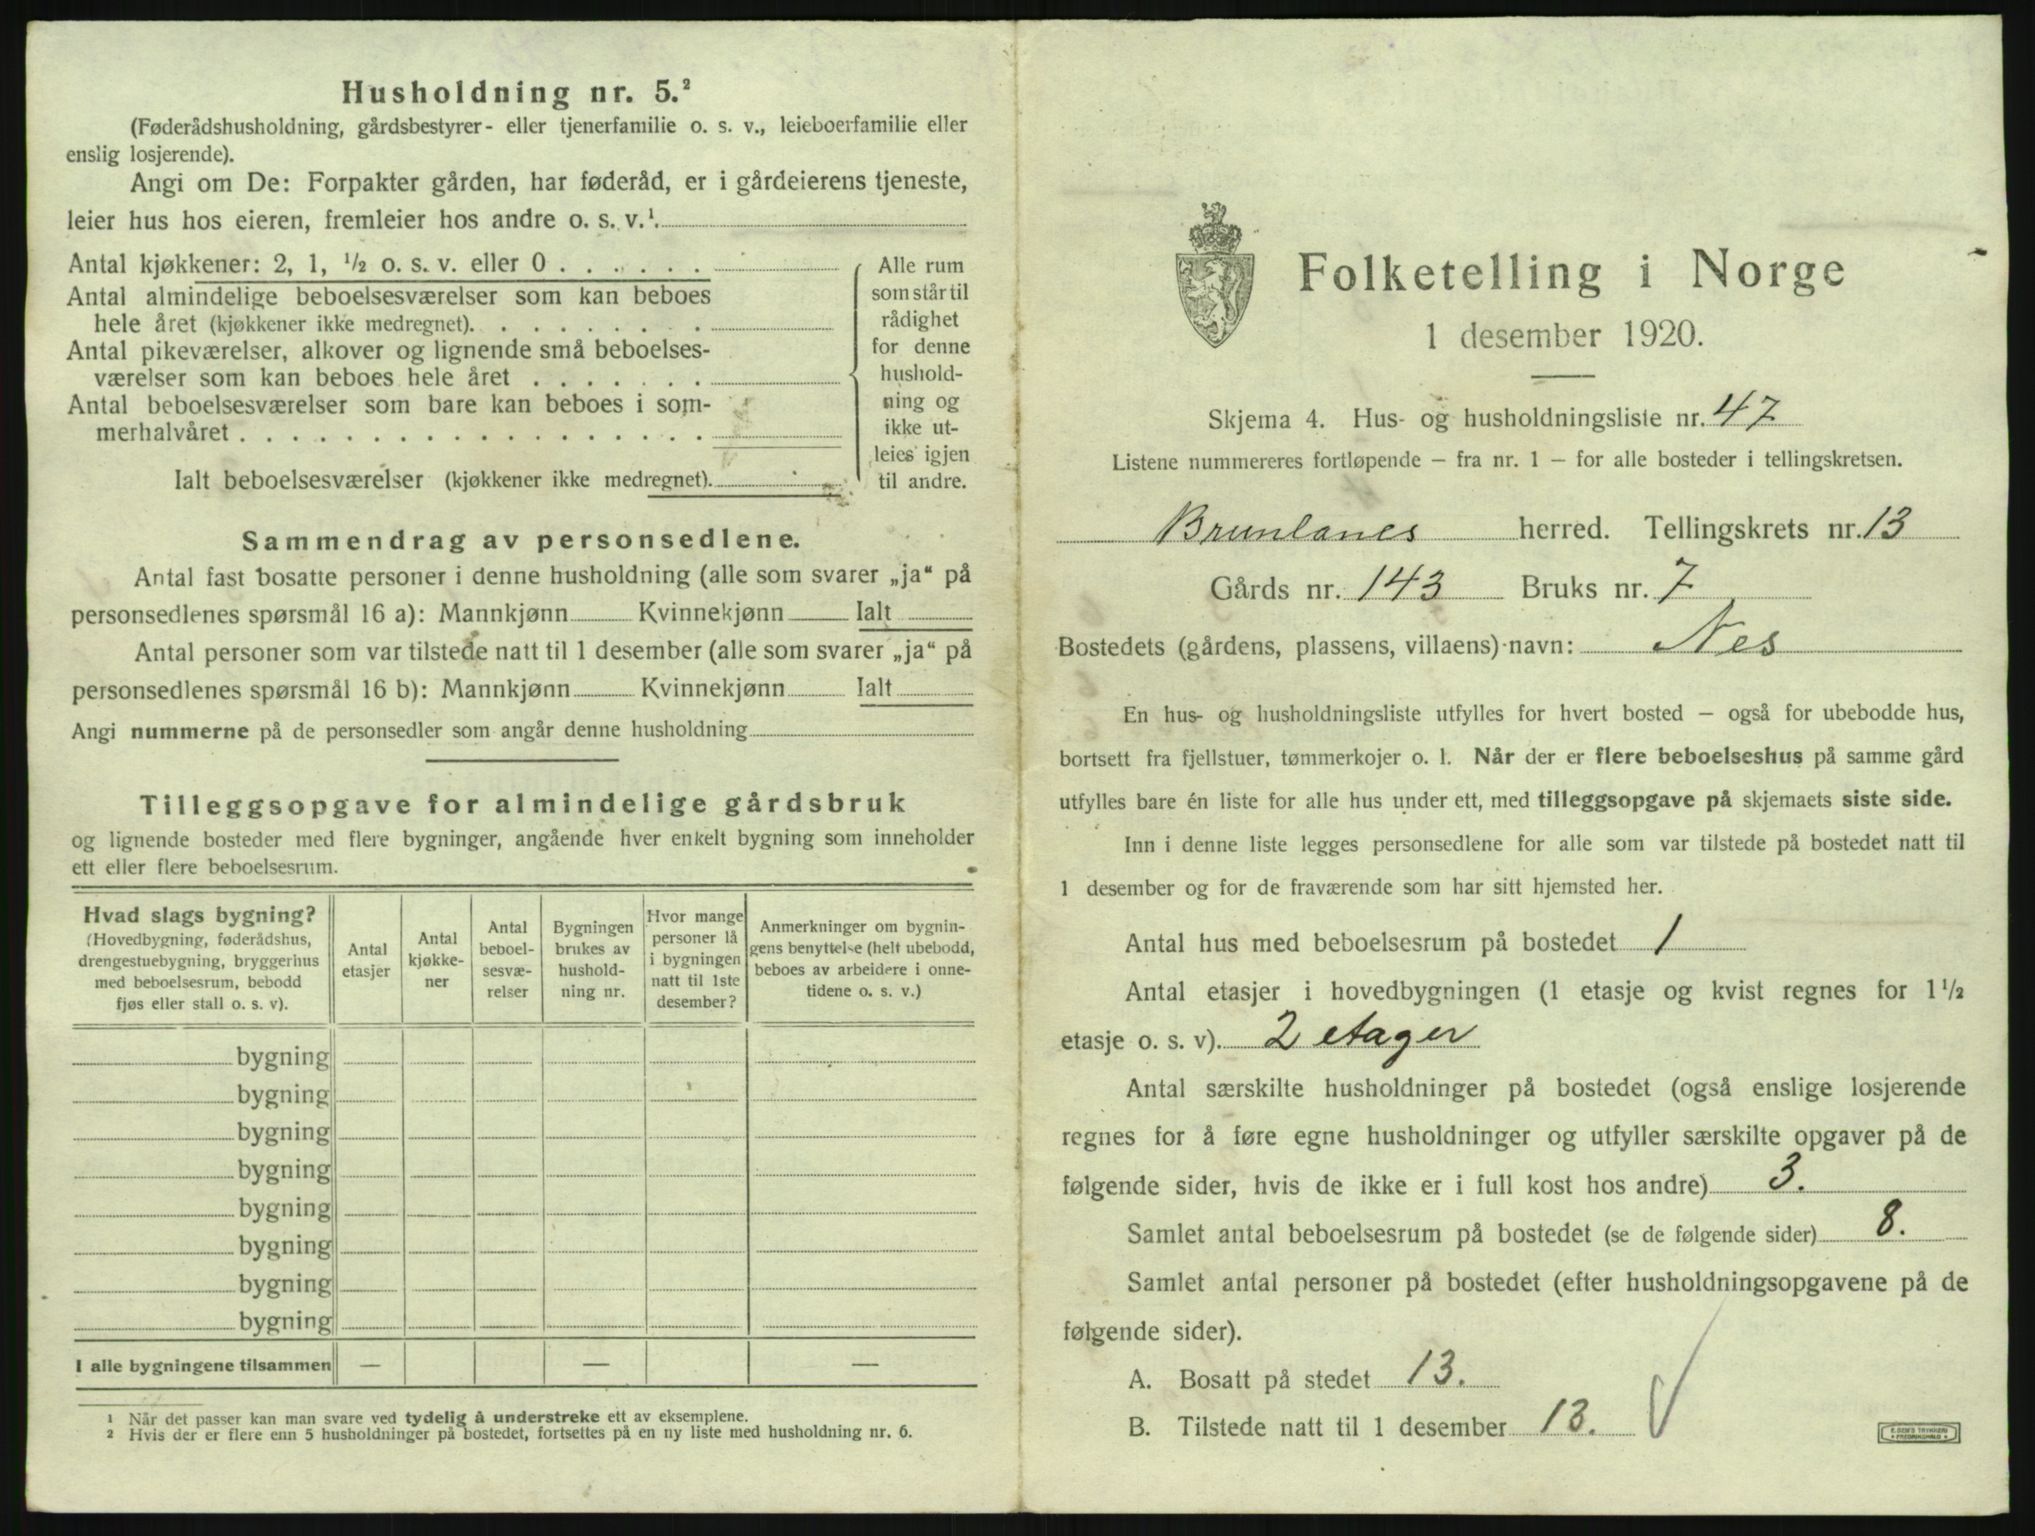 Husholdning nr. 5.²
(Føderådshusholdning, gårdsbestyrer- eller tjenerfamilie o. s. v., leieboerfamilie eller
enslig losjerende).
Angi om De: Forpakter gården, har føderåd, er i gårdeierens tjeneste,
leier hus hos eieren, fremleier hos andre o. s. v.¹.
Antal kjøkkener: 2, 1, ½ o. s. v. eller 0
Antal almindelige beboelsesværelser som kan beboes
hele året (kjøkkener ikke medregnet).
Antal pikeværelser, alkover og lignende små beboelses-
værelser som kan beboes hele året
Antal beboelsesværelser som bare kan beboes i som-
merhalvåret
Ialt beboelsesværelser (kjøkkener ikke medregnet).
Alle rum
som står til
rådighet
for denne
hushold-
ning og
ikke ut-
leies igjen
til andre.
Sammendrag av personsedlene.
Antal fast bosatte personer i denne husholdning (alle som svarer „ja“ på
personsedlenes spørsmål 16 a): Mannkjønn Kvinnekjønn Ialt
Antal personer som var tilstede natt til 1 desember (alle som svarer „ja“ på
personsedlenes spørsmål 16 b): Mannkjønn Kvinnekjønn Ialt
Angi nummerne på de personsedler som angår denne husholdning
Tilleggsopgave for almindelige gårdsbruk
og lignende bosteder med flere bygninger, angående hver enkelt bygning som inneholder
ett eller flere beboelsesrum.
Hvad slags bygning?
(Hovedbygning, føderådshus,
drengestuebygning, bryggerhus
med beboelsesrum, bebodd
fjøs eller stall o. s. v).
Antal
etasjer
Antal
kjøkke-
ner
Antal
beboel-
sesvæ-
relser
Bygningen
brukes av
hushold-
ning nr.
Hvor mange
personer lå
i bygningen
natt til 1ste
desember?
Anmerkninger om bygnin-
gens benyttelse (helt ubebodd,
beboes av arbeidere i onne-
tidene o. s. v.)
bygning
bygning
bygning
bygning
bygning
bygning
bygning
bygning
I alle bygningene tilsammen — — —
¹ Når det passer kan man svare ved tydelig å understreke ett av eksemplene.
² Hvis der er flere enn 5 husholdninger på bostedet, fortsettes på en ny liste med husholdning nr. 6.
Folketelling i Norge
1 desember 1920.
Skjema 4. Hus- og husholdningsliste nr. 47
Listene nummereres fortløpende – fra nr. 1 – for alle bosteder i tellingskretsen.
Brunlanes herred. Tellingskrets nr. 13
Gårds nr. 143 Bruks nr. 7
Bostedets (gårdens, plassens, villaens) navn: Nes
En hus- og husholdningsliste utfylles for hvert bosted – også for ubebodde hus,
bortsett fra fjellstuer, tømmerkojer o. l. Når der er flere beboelseshus på samme gård
utfylles bare én liste for alle hus under ett, med tilleggsopgave på skjemaets siste side.
Inn i denne liste legges personsedlene for alle som var tilstede på bostedet natt til
1 desember og for de fraværende som har sitt hjemsted her.
Antal hus med beboelsesrum på bostedet 1
Antal etasjer i hovedbygningen (1 etasje og kvist regnes for 1½
etasje o. s. v). 2 etager
Antal særskilte husholdninger på bostedet (også enslige losjerende
regnes for å føre egne husholdninger og utfyller særskilte opgaver på de
følgende sider, hvis de ikke er i full kost hos andre) 3.
Samlet antal beboelsesrum på bostedet (se de følgende sider) 8.
Samlet antal personer på bostedet (efter husholdningsopgavene på de
følgende sider).
A. Bosatt på stedet 13.
B. Tilstede natt til 1 desember 13.